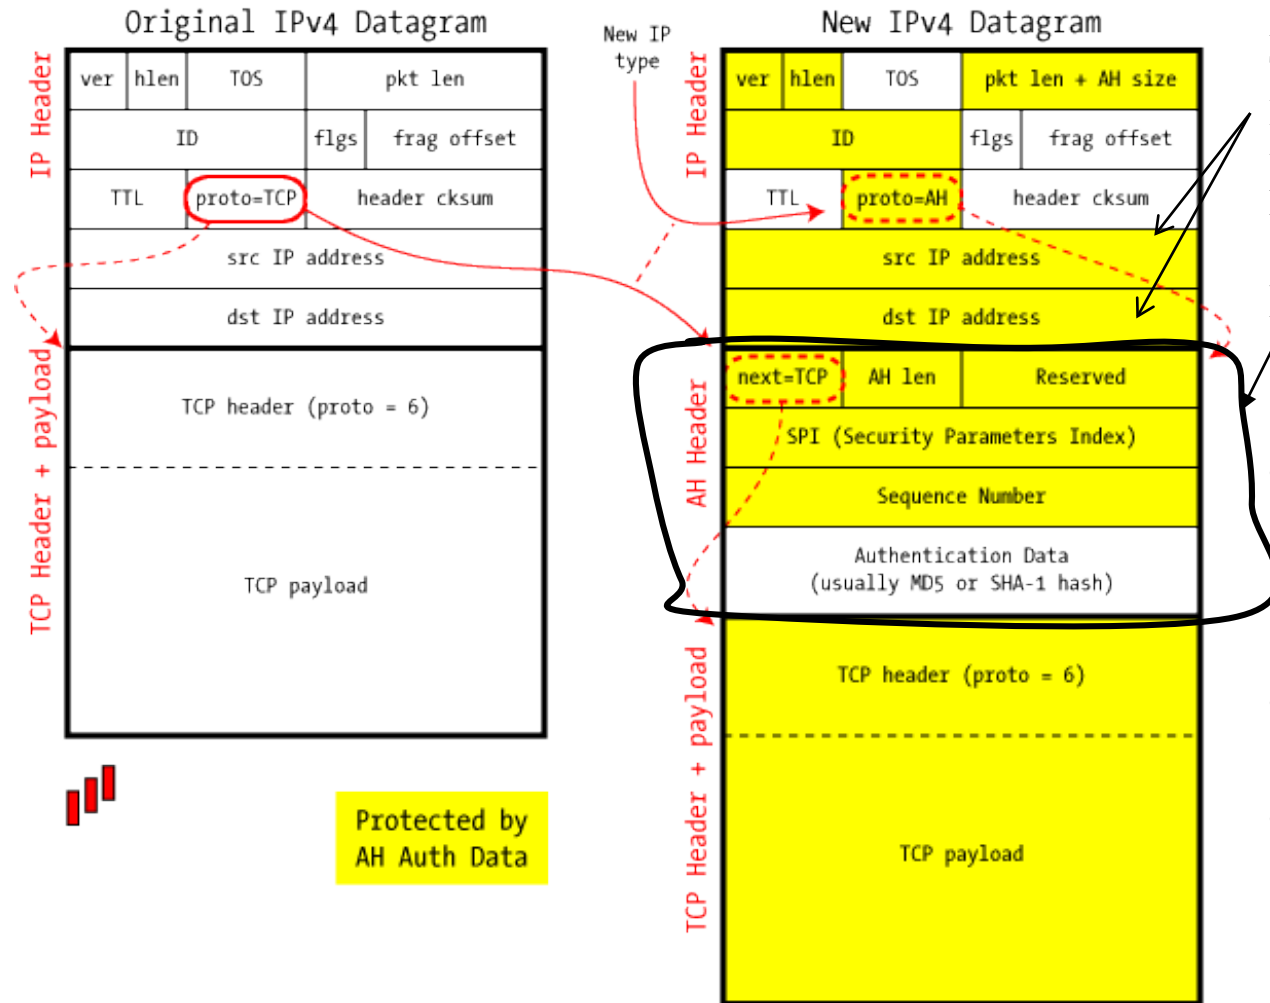 Original IPv4 Datagram
IP Header
ver hlen TOS pkt len
ID flgs frag offset
TTL proto=TCP header cksum
src IP address
dst IP address
TCP Header + payload
TCP header (proto = 6)
TCP payload
Protected by
AH Auth Data
New IP
type
New IPv4 Datagram
IP Header
ver hlen TOS pkt len + AH size
ID flgs frag offset
TTL proto=AH header cksum
src IP address
dst IP address
AH Header
next=TCP AH len Reserved
SPI (Security Parameters Index)
Sequence Number
Authentication Data
(usually MD5 or SHA-1 hash)
TCP Header + payload
TCP header (proto = 6)
TCP payload